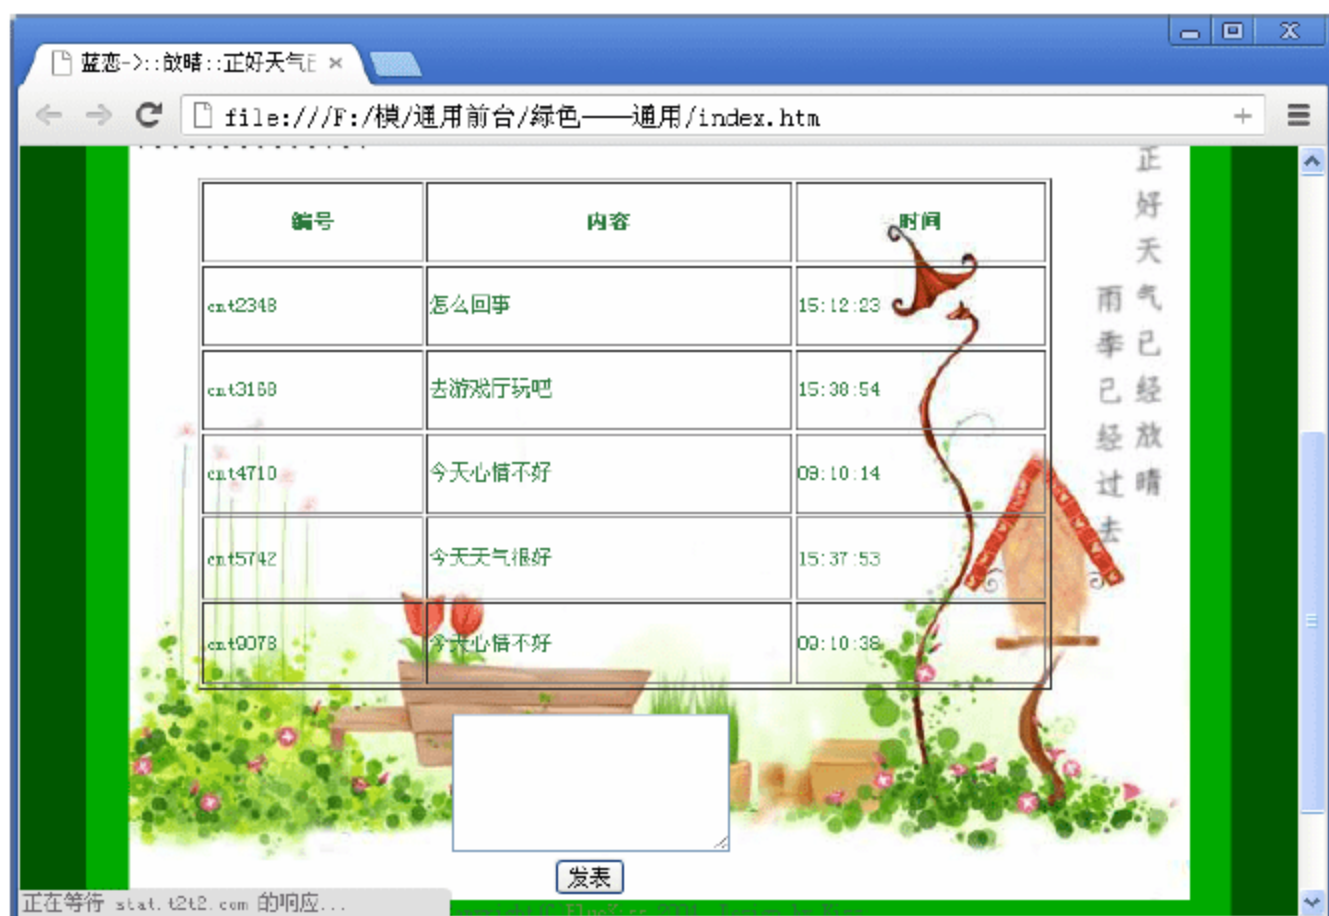 蓝恋->::放晴::正好天气已
file:///F:/模/通用前台/绿色——通用/index.htm
正好天气已经放晴
雨季已经过去
编号 内容 时间
cnt2348 怎么回事 15:12:23
cnt3168 去游戏厅玩吧 15:38:54
cnt4710 今天心情不好 09:10:14
cnt5742 今天天气很好 15:37:53
cnt9078 今天心情不好 09:10:38
发表
正在等待 stat.t2t2.com 的响应...